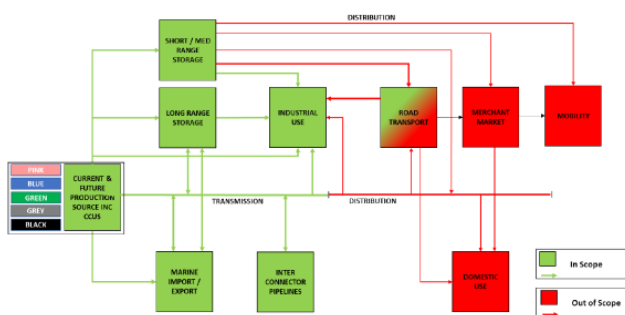 DISTRIBUTION
SHORT / MED
RANGE
STORAGE
LONG RANGE
STORAGE
INDUSTRIAL
USE
ROAD
TRANSPORT
MERCHANT
MARKET
MOBILITY
PINK
BLUE
GREEN
GREY
BLACK
CURRENT &
FUTURE
PRODUCTION
SOURCE INC
CCUS
TRANSMISSION
DISTRIBUTION
MARINE
IMPORT /
EXPORT
INTER
CONNECTOR
PIPELINES
DOMESTIC
USE
In Scope
Out of Scope